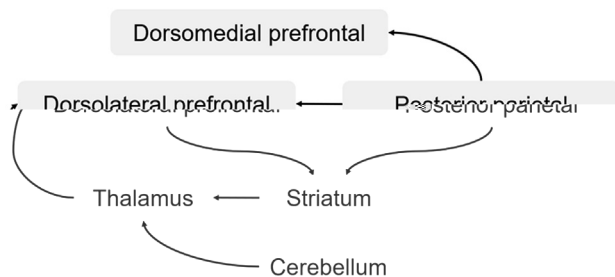 Dorsomedial prefrontal
Dorsolateral prefrontal
Posterior parietal
Thalamus
Striatum
Cerebellum